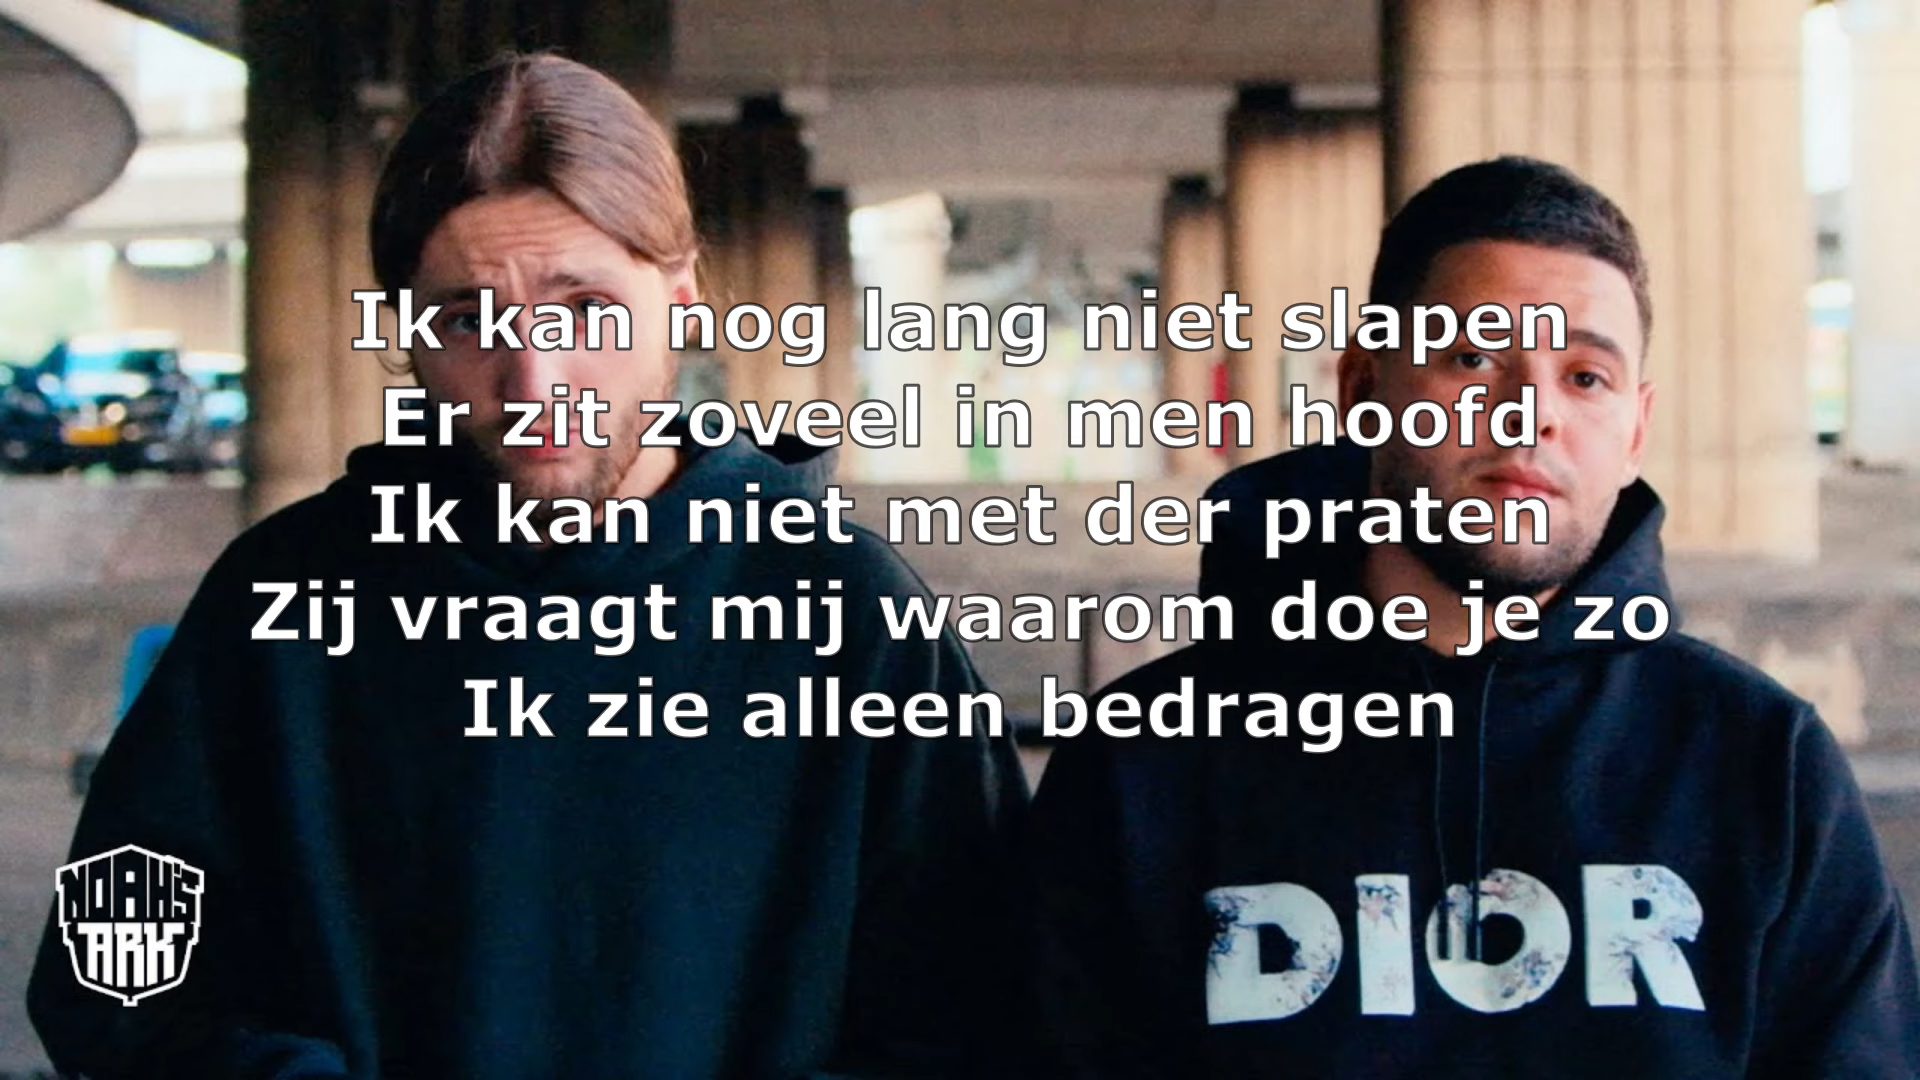 Ik kan nog lang niet slapen
Er zit zoveel in men hoofd
Ik kan niet met der praten
Zij vraagt mij waarom doe je zo
Ik zie alleen bedragen
NOAH'S
ARK
DIOR